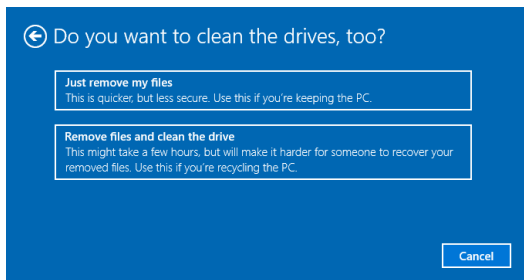 Do you want to clean the drives, too?
Just remove my files
This is quicker, but less secure. Use this if you're keeping the PC.
Remove files and clean the drive
This might take a few hours, but will make it harder for someone to recover your
removed files. Use this if you're recycling the PC.
Cancel